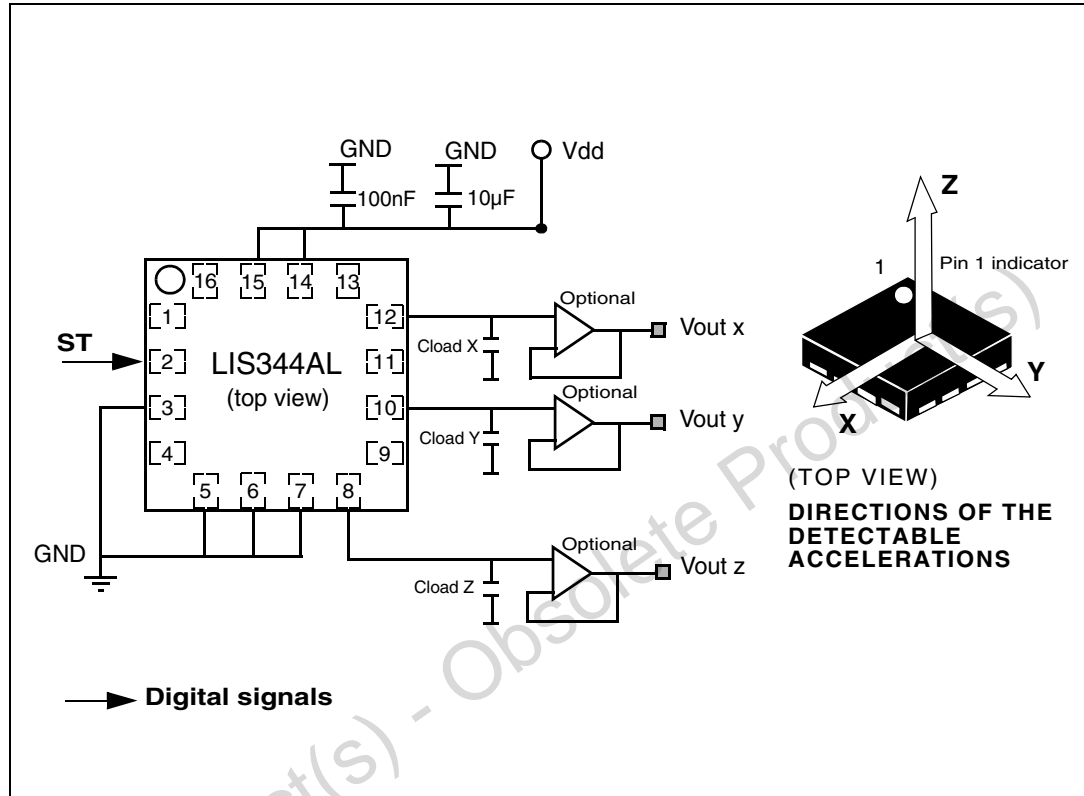 GND GND Vdd
100nF 10µF
16 15 14 13
1 12
2 11
3 10
4 9
5 6 7 8
ST
LIS344AL
(top view)
GND
Optional
Cload X
Vout x
Optional
Cload Y
Vout y
Optional
Cload Z
Vout z
Digital signals
Z
1 Pin 1 indicator
X
Y
(TOP VIEW)
DIRECTIONS OF THE
DETECTABLE
ACCELERATIONS
ct(s) - Obsolete Product(s)